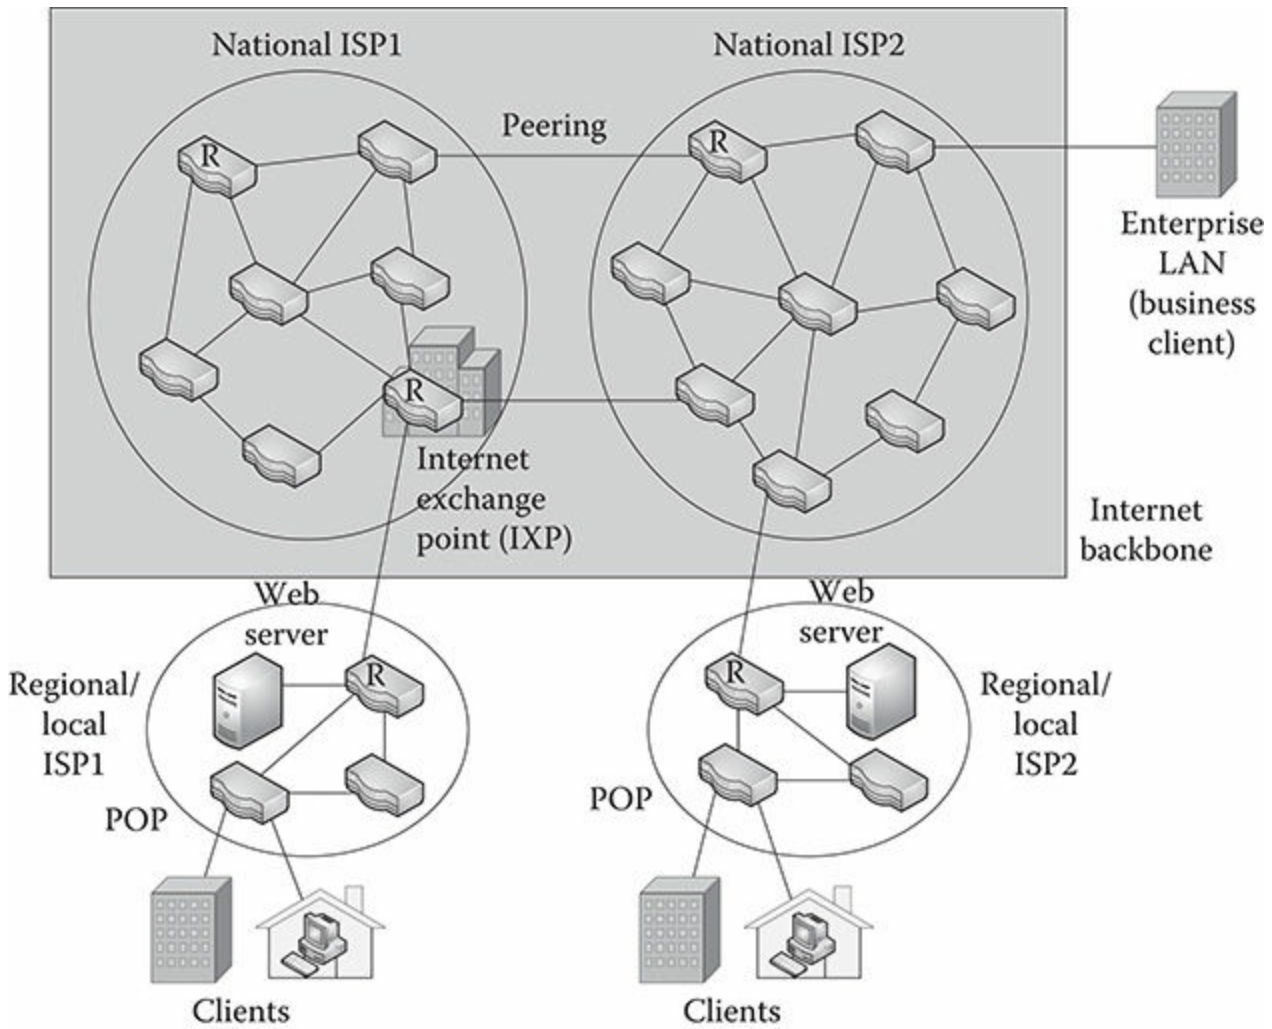 National ISP1
National ISP2
Peering
R
R
Enterprise
LAN
(business
client)
R
Internet
exchange
point (IXP)
Internet
backbone
Web
server
Web
server
R
R
Regional/
local
ISP1
Regional/
local
ISP2
POP
POP
Clients
Clients